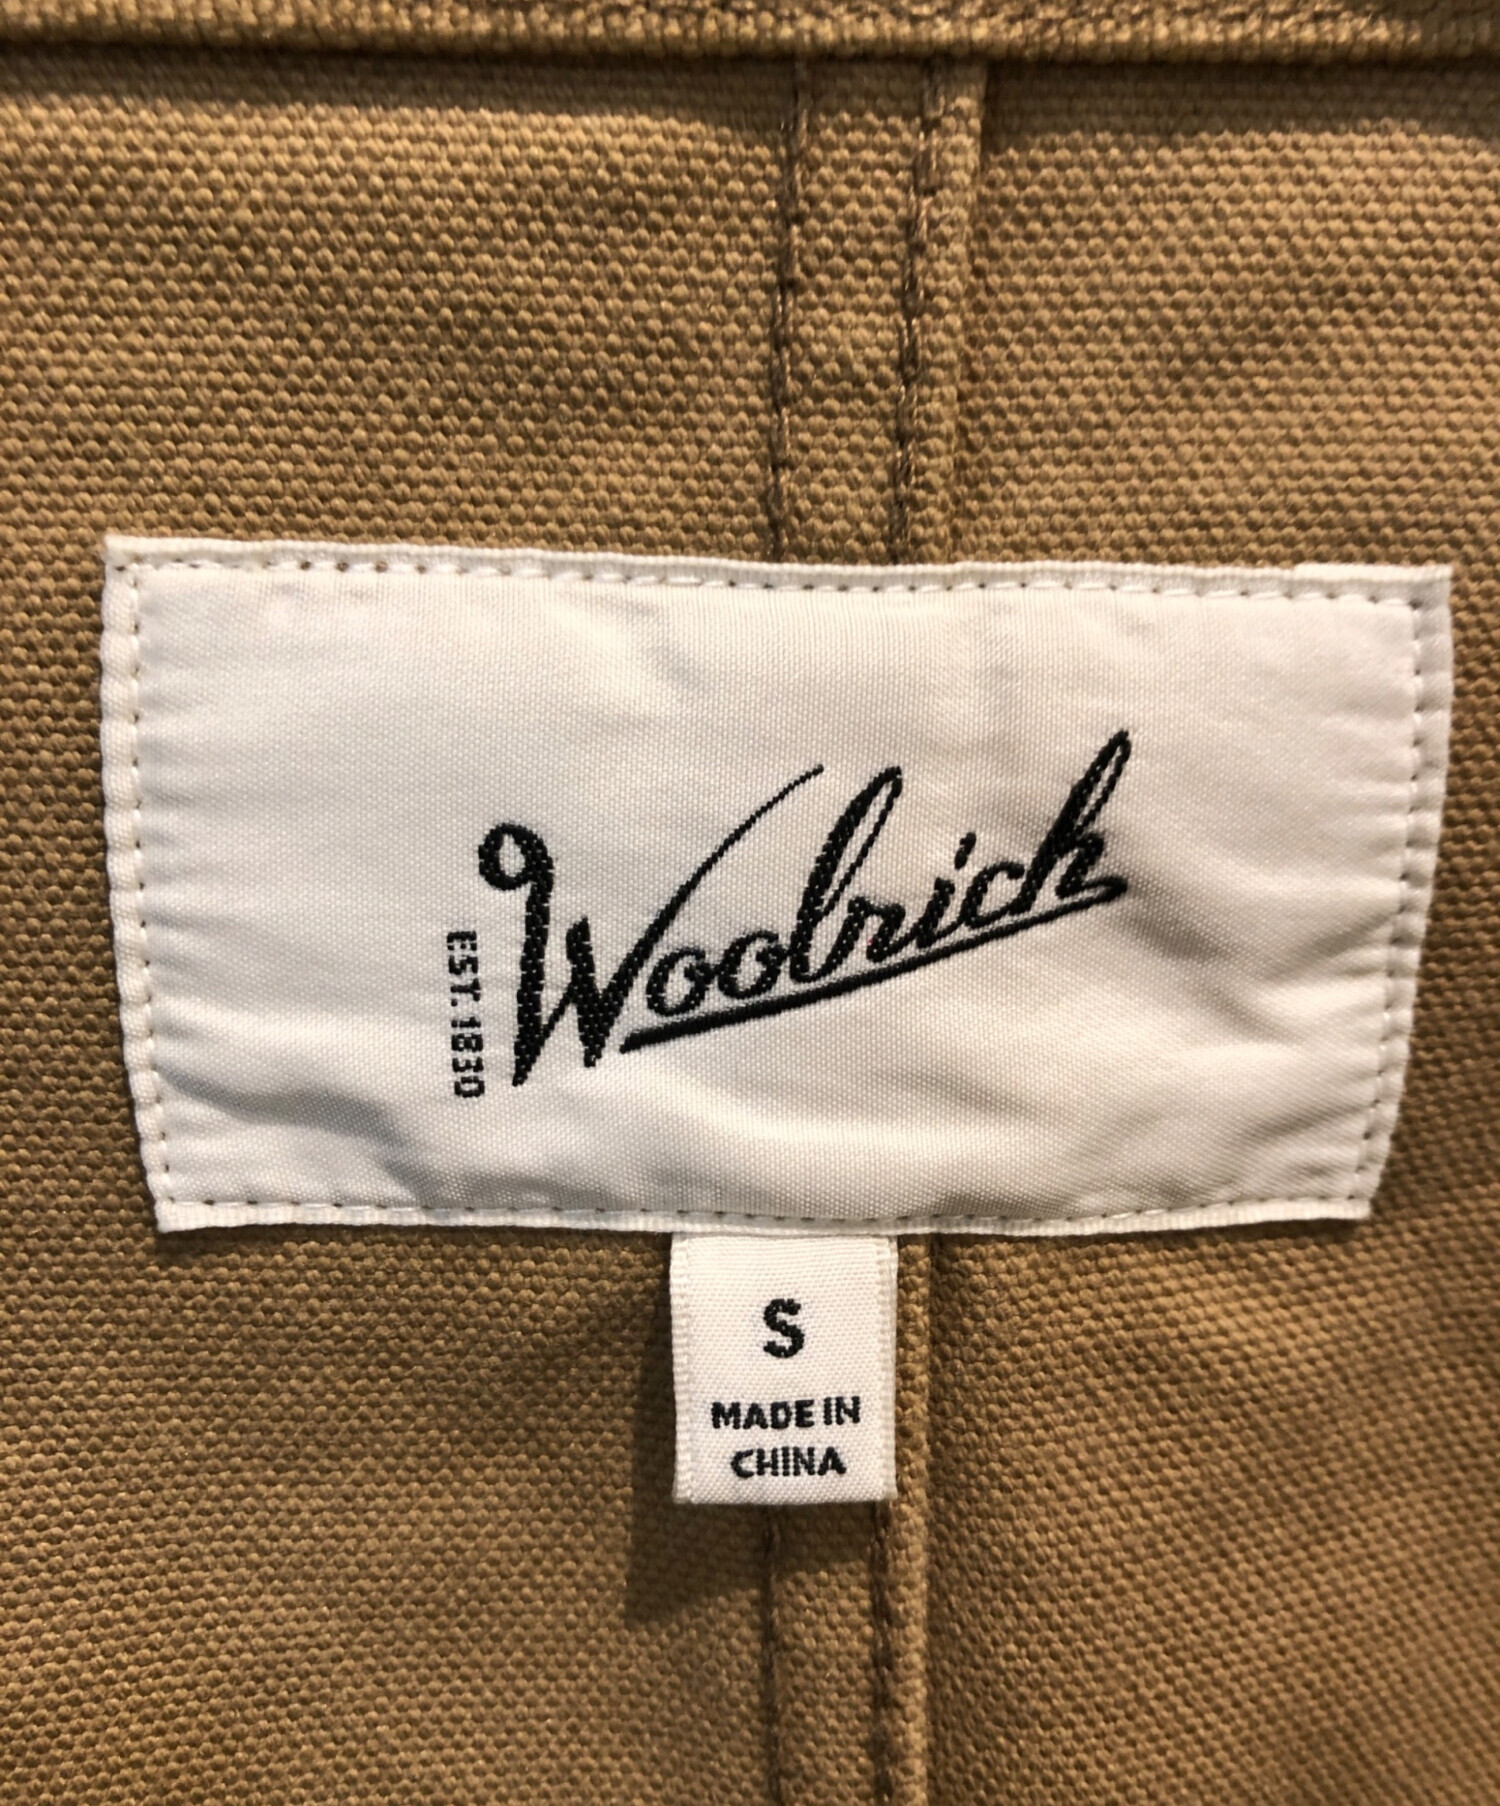 Woolrich
EST. 1830
S
MADE IN
CHINA